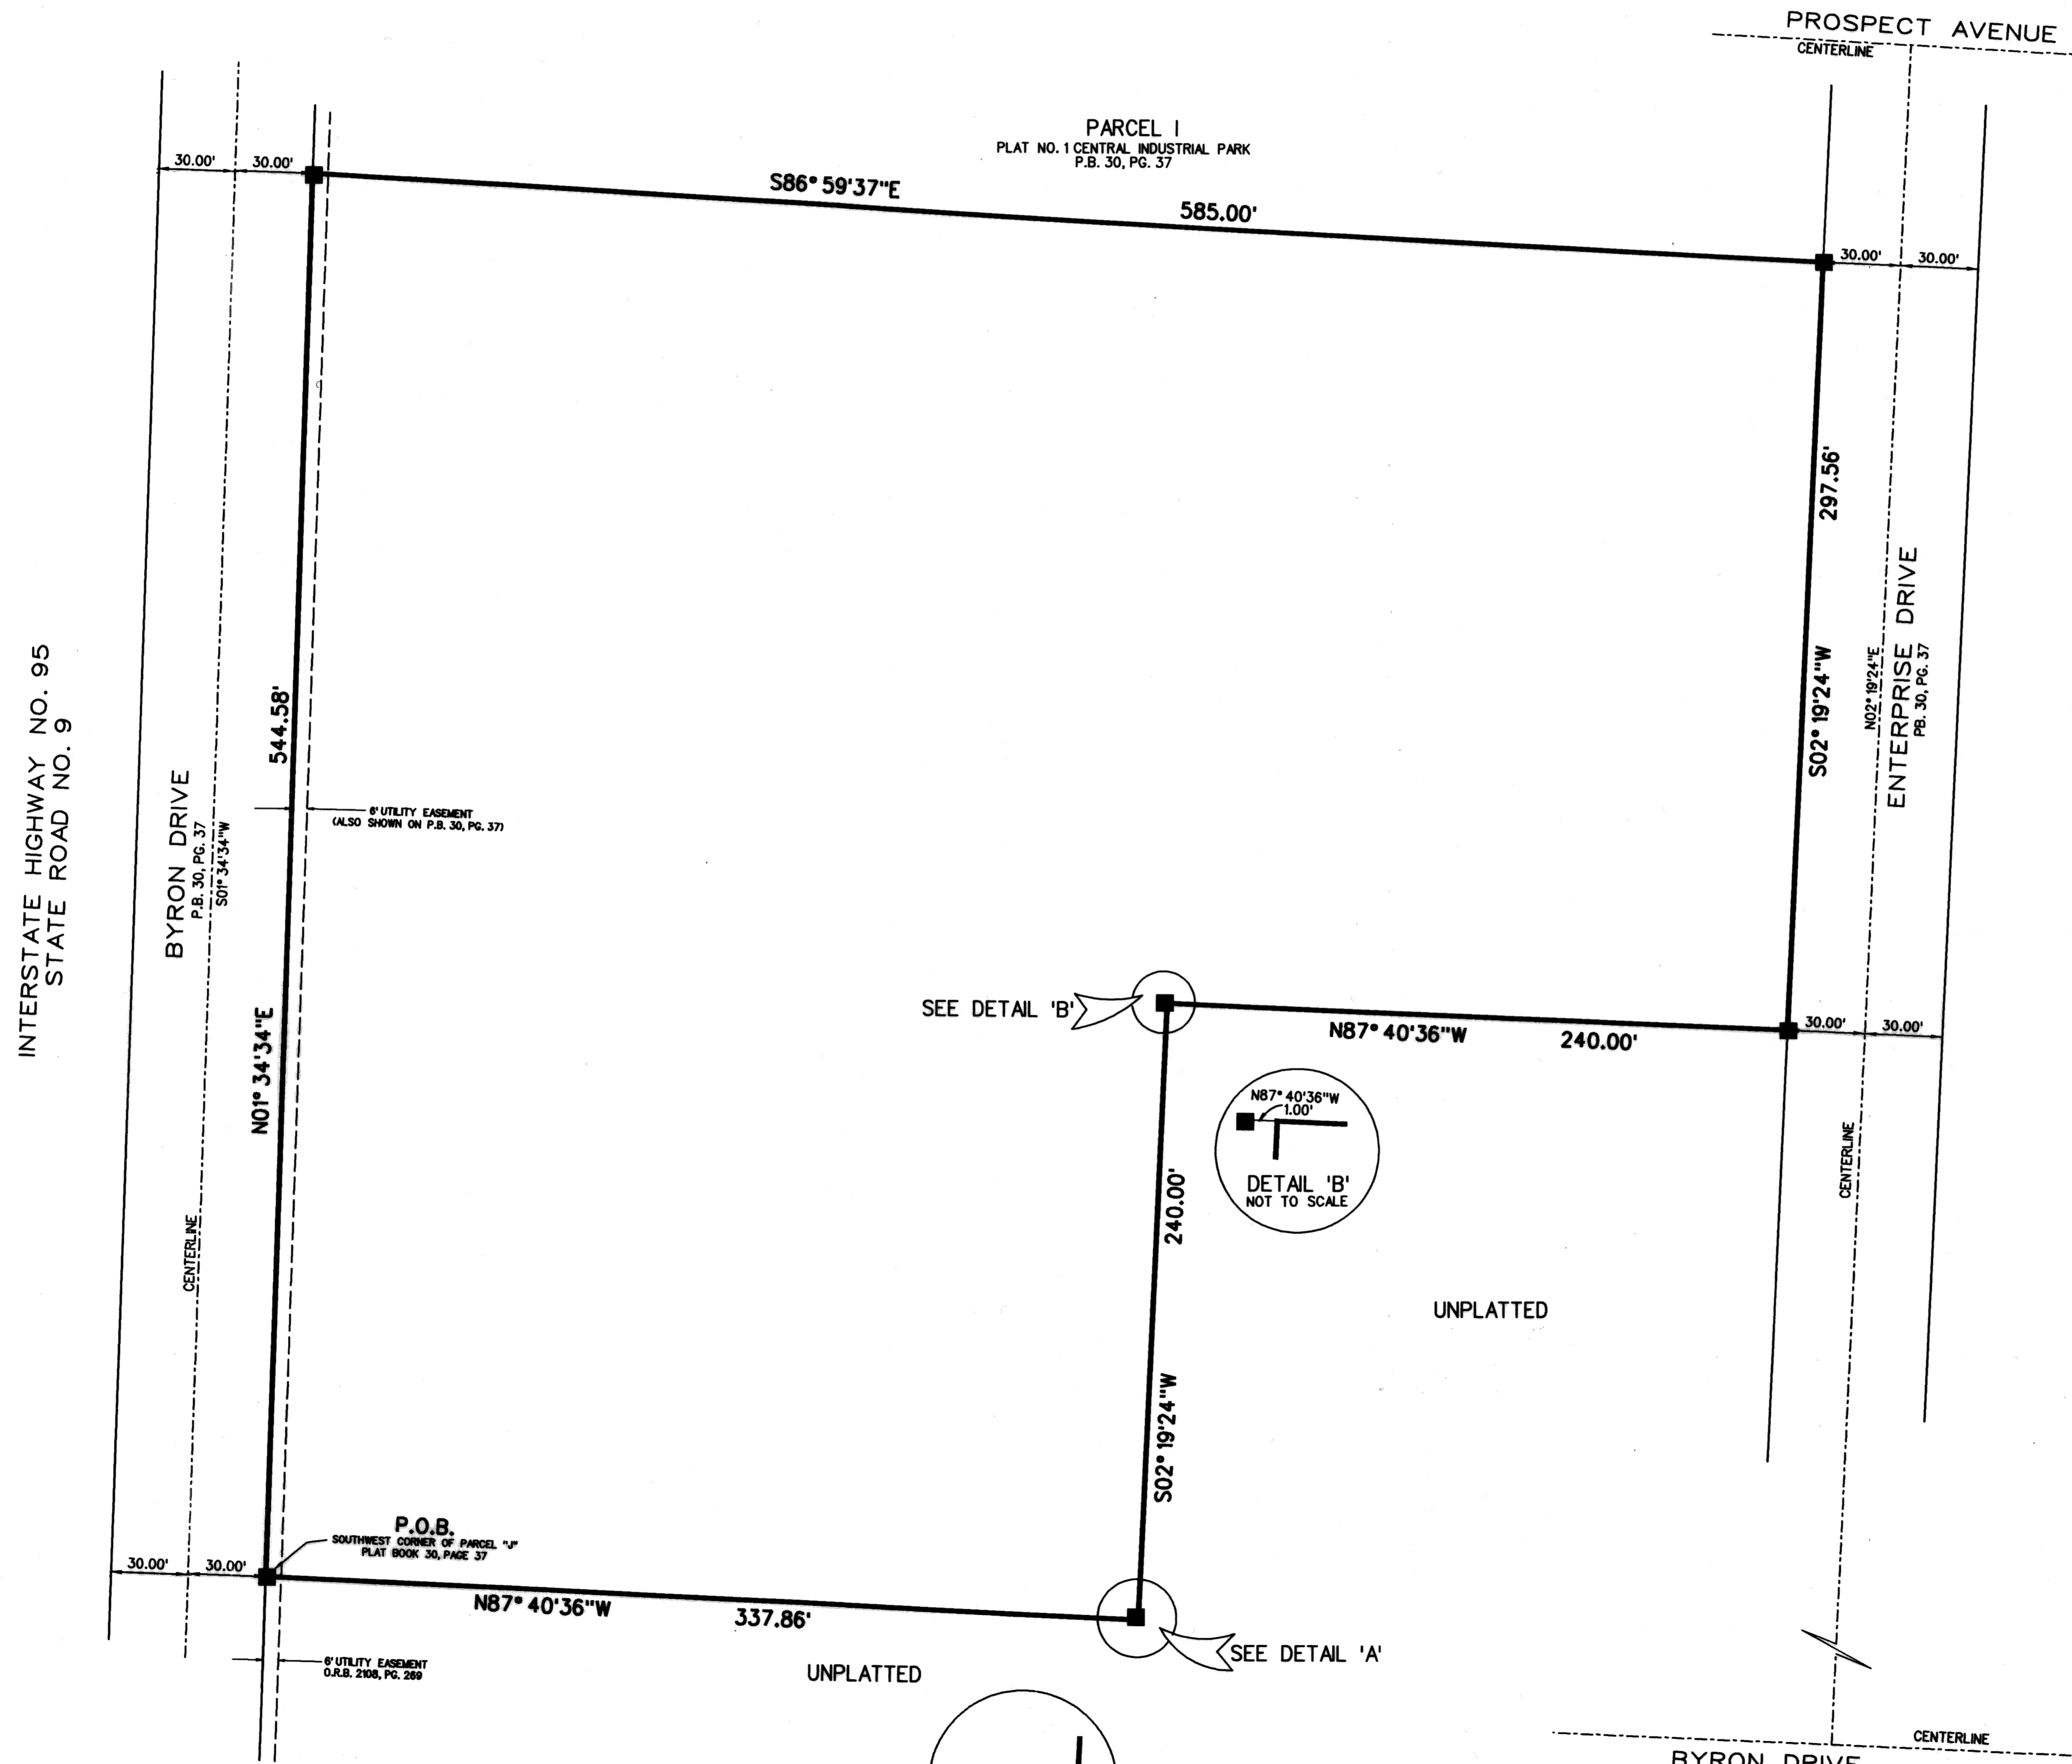 PROSPECT AVENUE
CENTERLINE
PARCEL I
PLAT NO. 1 CENTRAL INDUSTRIAL PARK
P.B. 30, PG. 37
30.00'
30.00'
S86° 59'37"E
585.00'
30.00'
30.00'
297.56'
S02° 19'24"W
N02° 19'24"E
ENTERPRISE DRIVE
PB. 30, PG. 37
INTERSTATE HIGHWAY NO. 95
STATE ROAD NO. 9
BYRON DRIVE
P.B. 30, PG. 37
S01° 34'34"W
544.58'
N01° 34'34"E
6' UTILITY EASEMENT
(ALSO SHOWN ON P.B. 30, PG. 37)
SEE DETAIL 'B'
N87° 40'36"W
240.00'
30.00'
30.00'
N87° 40'36"W
1.00'
DETAIL 'B'
NOT TO SCALE
240.00'
S02° 19'24"W
CENTERLINE
CENTERLINE
UNPLATTED
P.O.B.
SOUTHWEST CORNER OF PARCEL "J"
PLAT BOOK 30, PAGE 37
30.00'
30.00'
N87° 40'36"W
337.86'
SEE DETAIL 'A'
6' UTILITY EASEMENT
O.R.B. 2108, PG. 269
UNPLATTED
CENTERLINE
BYRON DRIVE